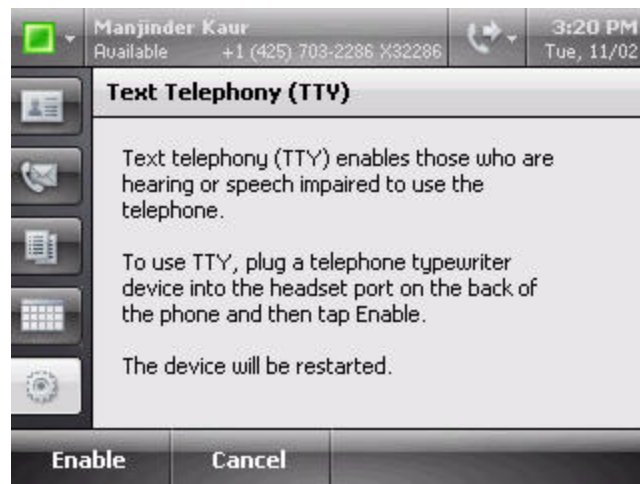 Manjinder Kaur
3:20 PM
Available +1 (425) 703-2286 X32286
Tue, 11/02
Text Telephony (TTY)
Text telephony (TTY) enables those who are
hearing or speech impaired to use the
telephone.
To use TTY, plug a telephone typewriter
device into the headset port on the back of
the phone and then tap Enable.
The device will be restarted.
Enable Cancel